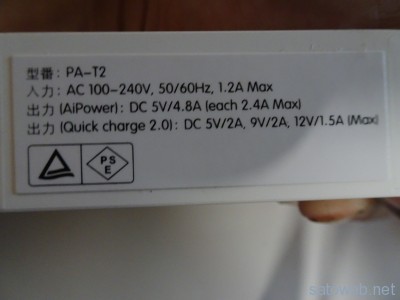 型番: PA-T2
入力: AC 100-240V, 50/60Hz, 1.2A Max
出力 (AiPower): DC 5V/4.8A (each 2.4A Max)
出力 (Quick charge 2.0): DC 5V/2A, 9V/2A, 12V/1.5A (Max)
PS
E